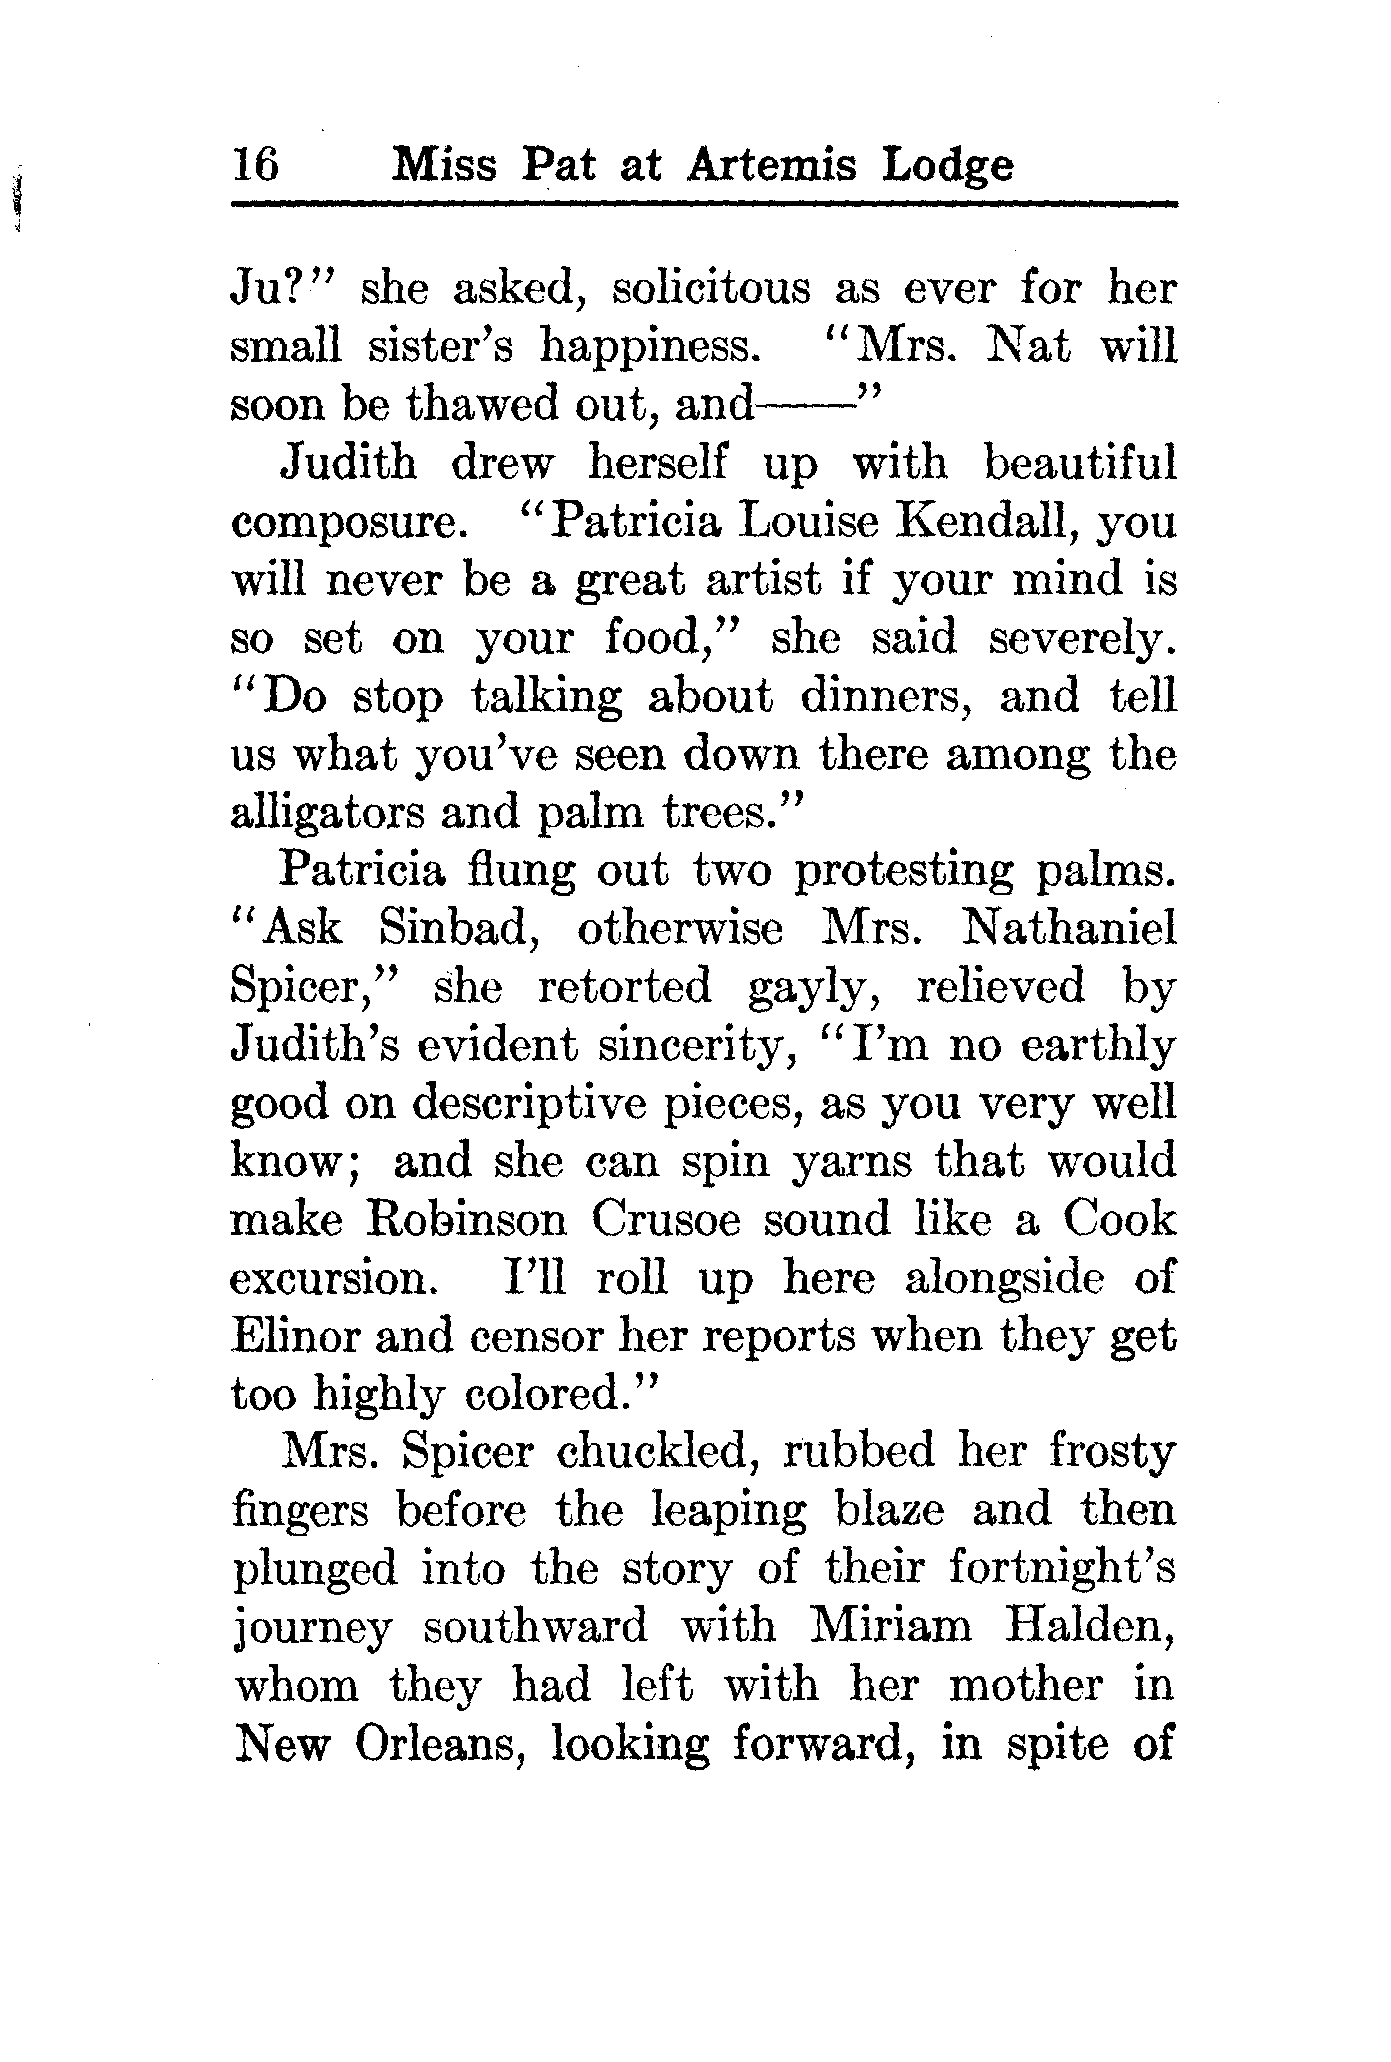 16 Miss Pat at Artemis Lodge
Ju?" she asked, solicitous as ever for her
small sister's happiness. "Mrs. Nat will
soon be thawed out, and——"
Judith drew herself up with beautiful
composure. "Patricia Louise Kendall, you
will never be a great artist if your mind is
so set on your food," she said severely.
"Do stop talking about dinners, and tell
us what you've seen down there among the
alligators and palm trees."
Patricia flung out two protesting palms.
"Ask Sinbad, otherwise Mrs. Nathaniel
Spicer," she retorted gayly, relieved by
Judith's evident sincerity, "I'm no earthly
good on descriptive pieces, as you very well
know; and she can spin yarns that would
make Robinson Crusoe sound like a Cook
excursion. I'll roll up here alongside of
Elinor and censor her reports when they get
too highly colored."
Mrs. Spicer chuckled, rubbed her frosty
fingers before the leaping blaze and then
plunged into the story of their fortnight's
journey southward with Miriam Halden,
whom they had left with her mother in
New Orleans, looking forward, in spite of